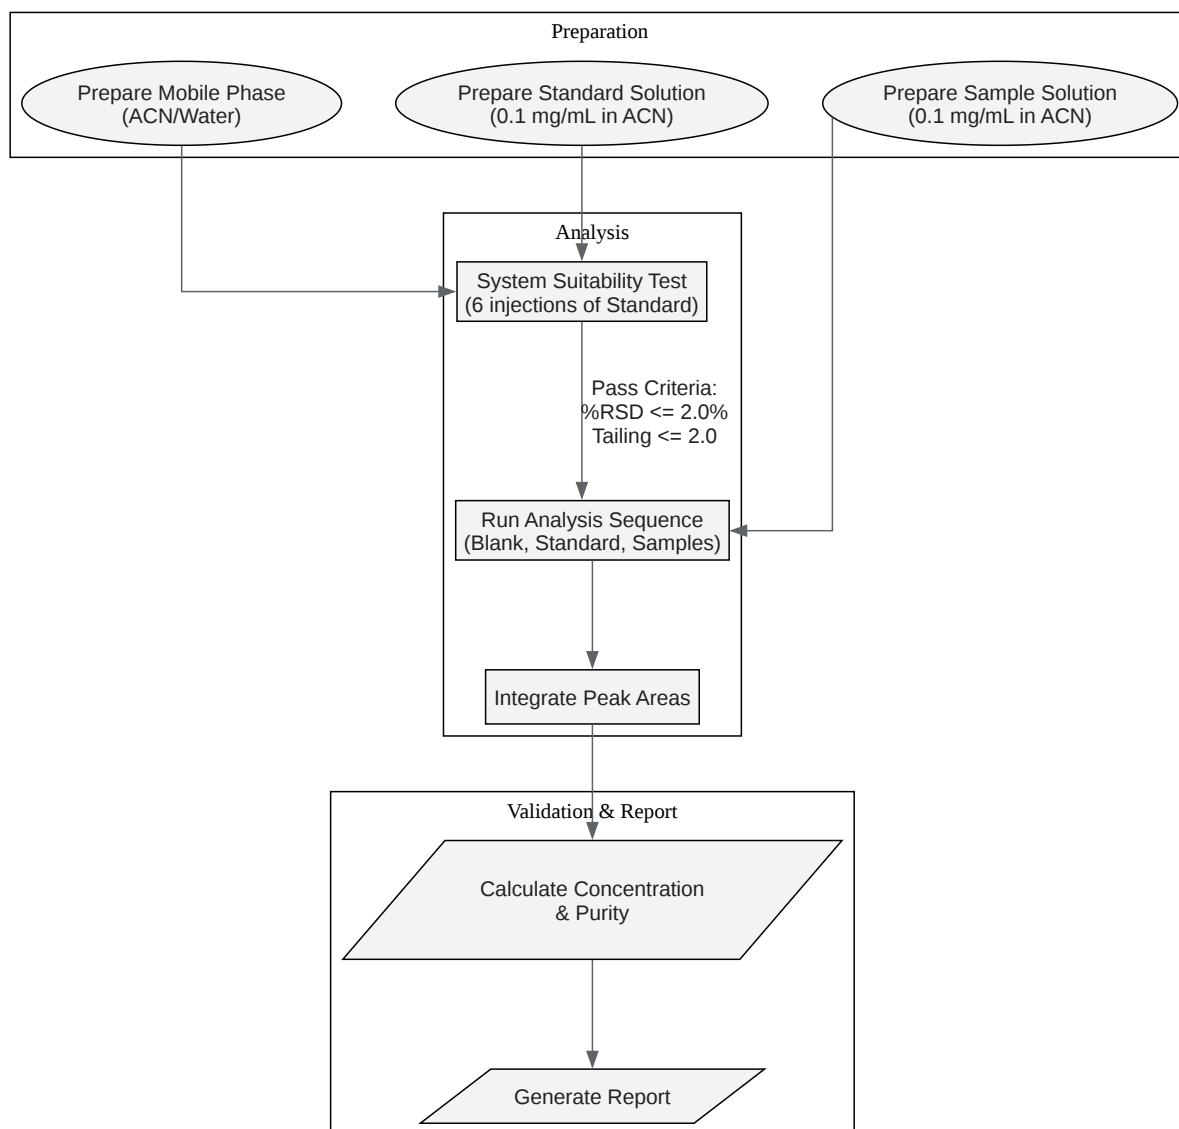 Preparation
Prepare Mobile Phase
(ACN/Water)
Prepare Standard Solution
(0.1 mg/mL in ACN)
Prepare Sample Solution
(0.1 mg/mL in ACN)
Analysis
System Suitability Test
(6 injections of Standard)
Pass Criteria:
%RSD <= 2.0%
Tailing <= 2.0
Run Analysis Sequence
(Blank, Standard, Samples)
Integrate Peak Areas
Validation & Report
Calculate Concentration
& Purity
Generate Report